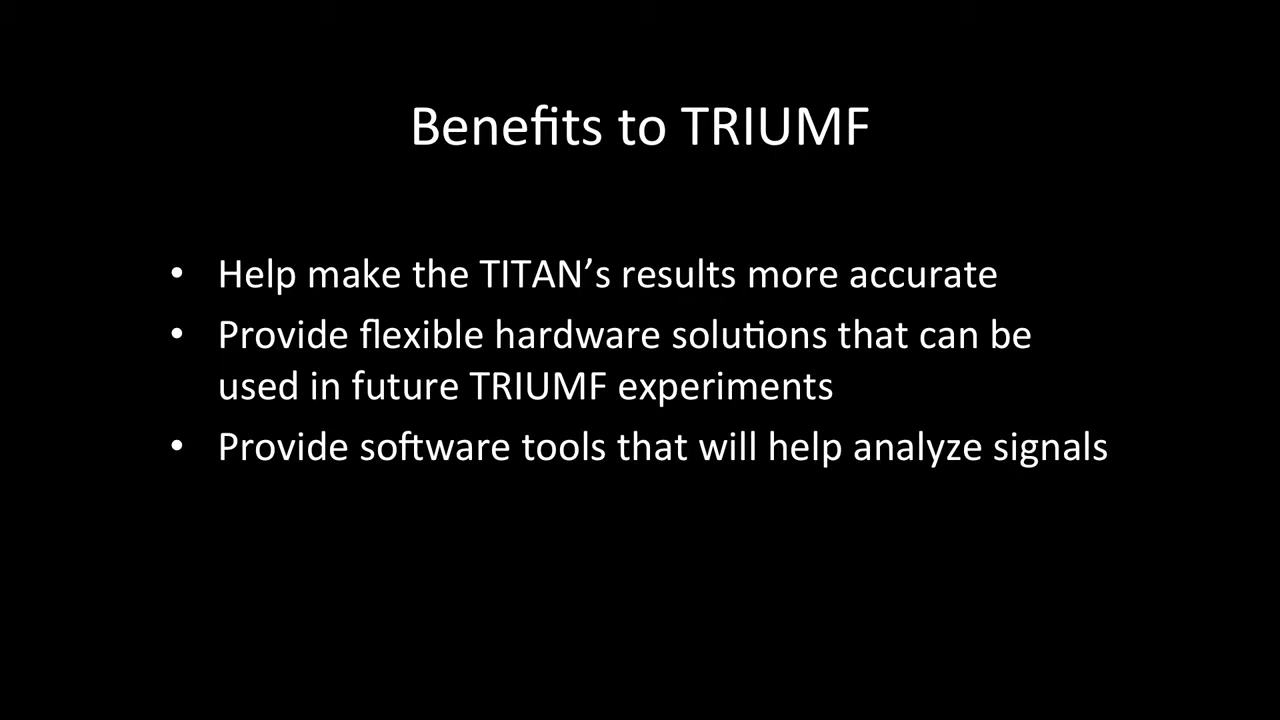 Benefits to TRIUMF
• Help make the TITAN’s results more accurate
• Provide flexible hardware solutions that can be
used in future TRIUMF experiments
• Provide software tools that will help analyze signals